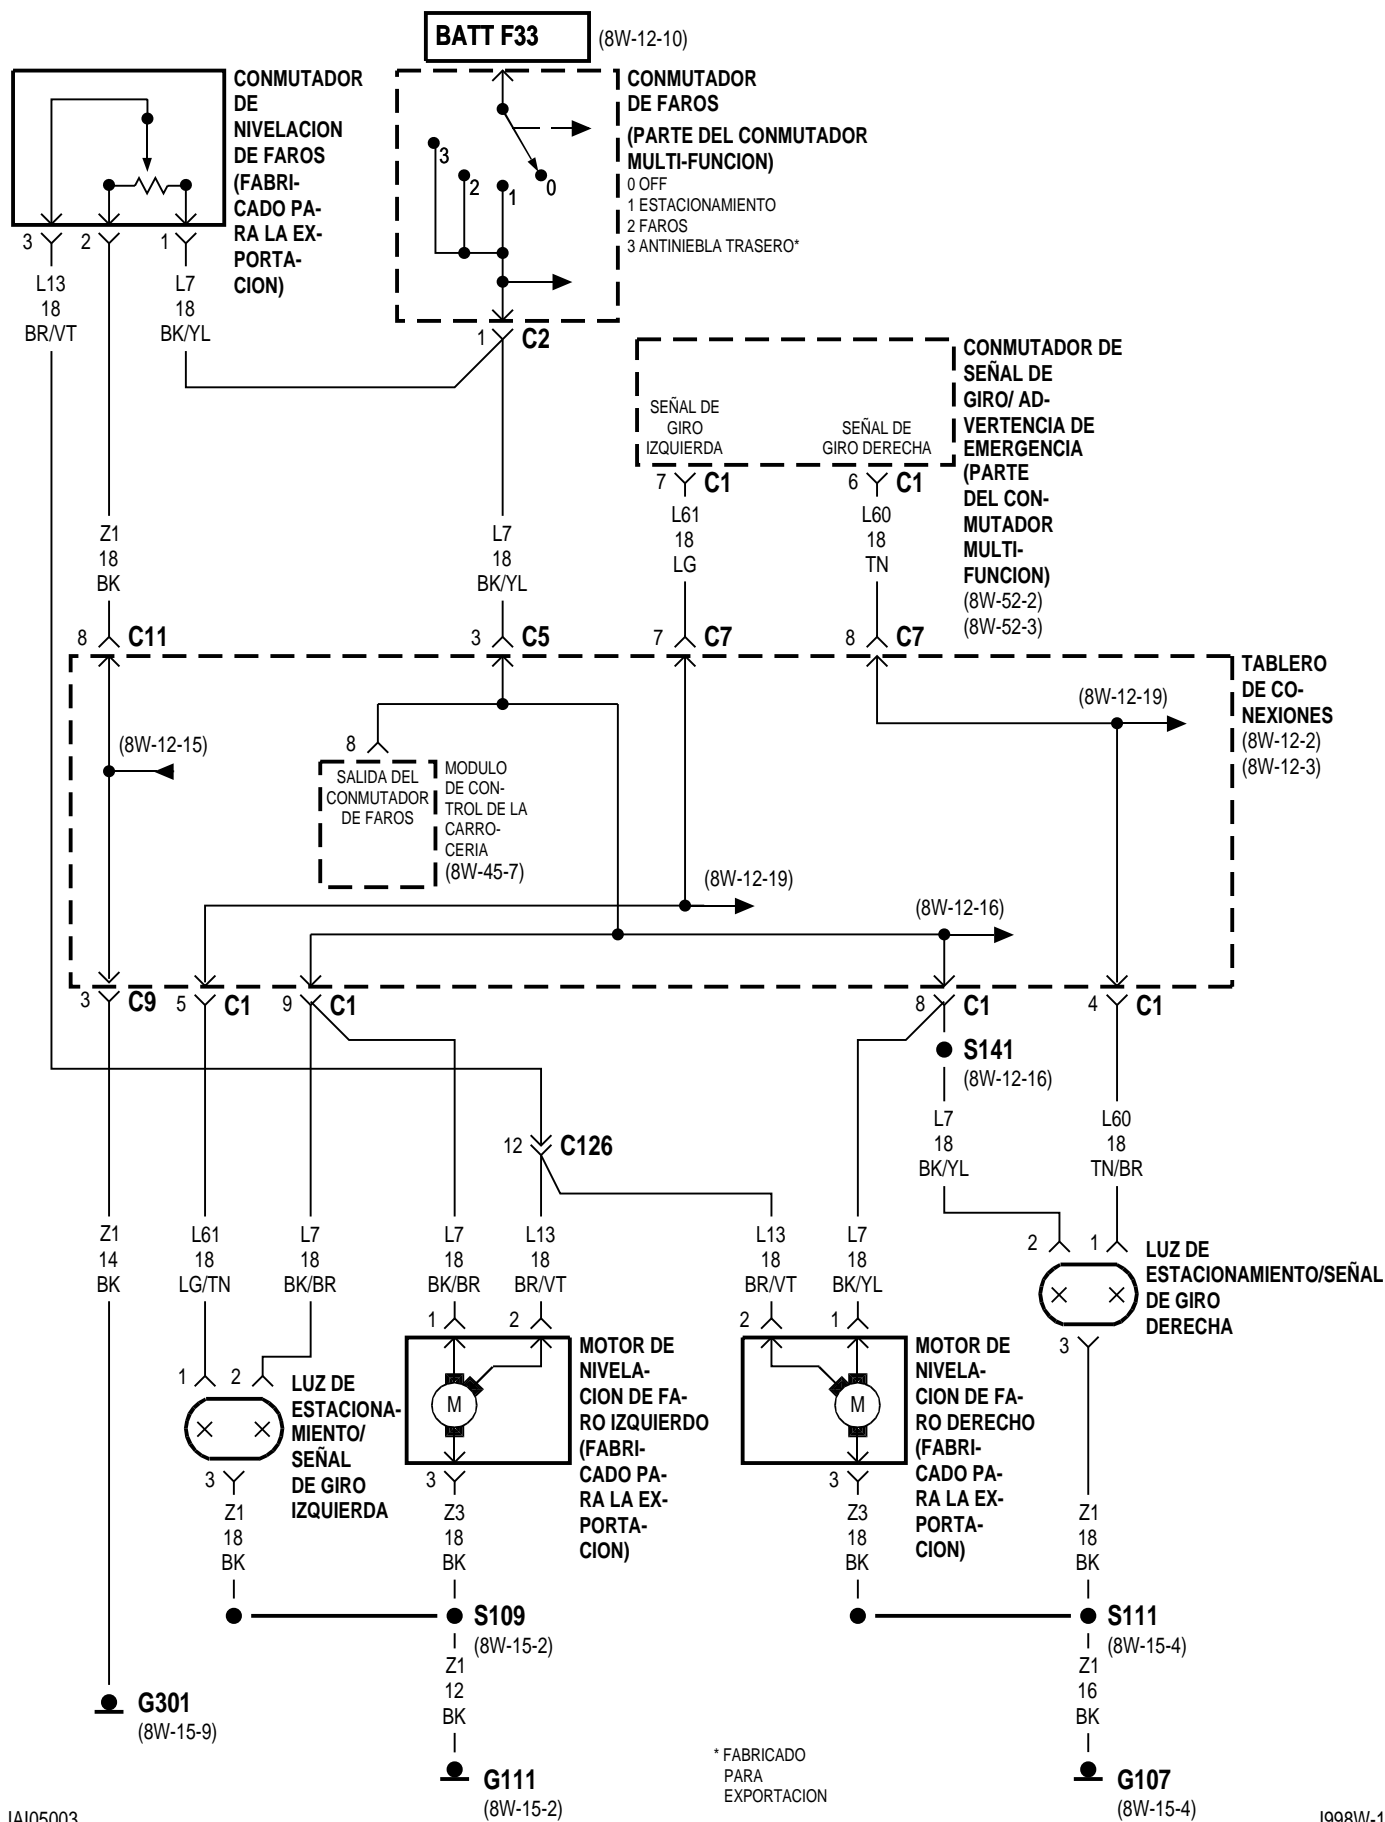 BATT F33
(8W-12-10)
CONMUTADOR
DE
NIVELACION
DE FAROS
(FABRI-
CADO PA-
RA LA EX-
PORTA-
CION)
CONMUTADOR
DE FAROS
(PARTE DEL CONMUTADOR
MULTI-FUNCION)
0 OFF
1 ESTACIONAMIENTO
2 FAROS
3 ANTINIEBLA TRASERO*
3
2
1
0
3
2
1
L13
18
BR/VT
L7
18
BK/YL
1
C2
CONMUTADOR DE
SEÑAL DE
GIRO/ AD-
VERTENCIA DE
EMERGENCIA
(PARTE
DEL CON-
MUTADOR
MULTI-
FUNCION)
(8W-52-2)
(8W-52-3)
SEÑAL DE
GIRO
IZQUIERDA
SEÑAL DE
GIRO DERECHA
7
C1
6
C1
Z1
18
BK
L7
18
BK/YL
L61
18
LG
L60
18
TN
8
C11
3
C5
7
C7
8
C7
TABLERO
DE CO-
NEXIONES
(8W-12-2)
(8W-12-3)
(8W-12-15)
(8W-12-19)
8
SALIDA DEL
CONMUTADOR
DE FAROS
MODULO
DE CON-
TROL DE LA
CARRO-
CERIA
(8W-45-7)
(8W-12-19)
(8W-12-16)
3
C9
5
C1
9
C1
8
C1
4
C1
S141
(8W-12-16)
12
C126
L7
18
BK/YL
L60
18
TN/BR
Z1
14
BK
L61
18
LG/TN
L7
18
BK/BR
L7
18
BK/BR
L13
18
BR/VT
L13
18
BR/VT
L7
18
BK/YL
2
1
LUZ DE
ESTACIONAMIENTO/SEÑAL
DE GIRO
DERECHA
3
1
2
LUZ DE
ESTACIONA-
MIENTO/
SEÑAL
DE GIRO
IZQUIERDA
3
1
2
M
MOTOR DE
NIVELA-
CION DE FA-
RO IZQUIERDO
(FABRI-
CADO PA-
RA LA EX-
PORTA-
CION)
3
2
1
M
MOTOR DE
NIVELA-
CION DE FA-
RO DERECHO
(FABRI-
CADO PA-
RA LA EX-
PORTA-
CION)
3
Z1
18
BK
Z3
18
BK
Z3
18
BK
Z1
18
BK
S109
(8W-15-2)
S111
(8W-15-4)
Z1
12
BK
Z1
16
BK
G301
(8W-15-9)
G111
(8W-15-2)
* FABRICADO
PARA
EXPORTACION
G107
(8W-15-4)